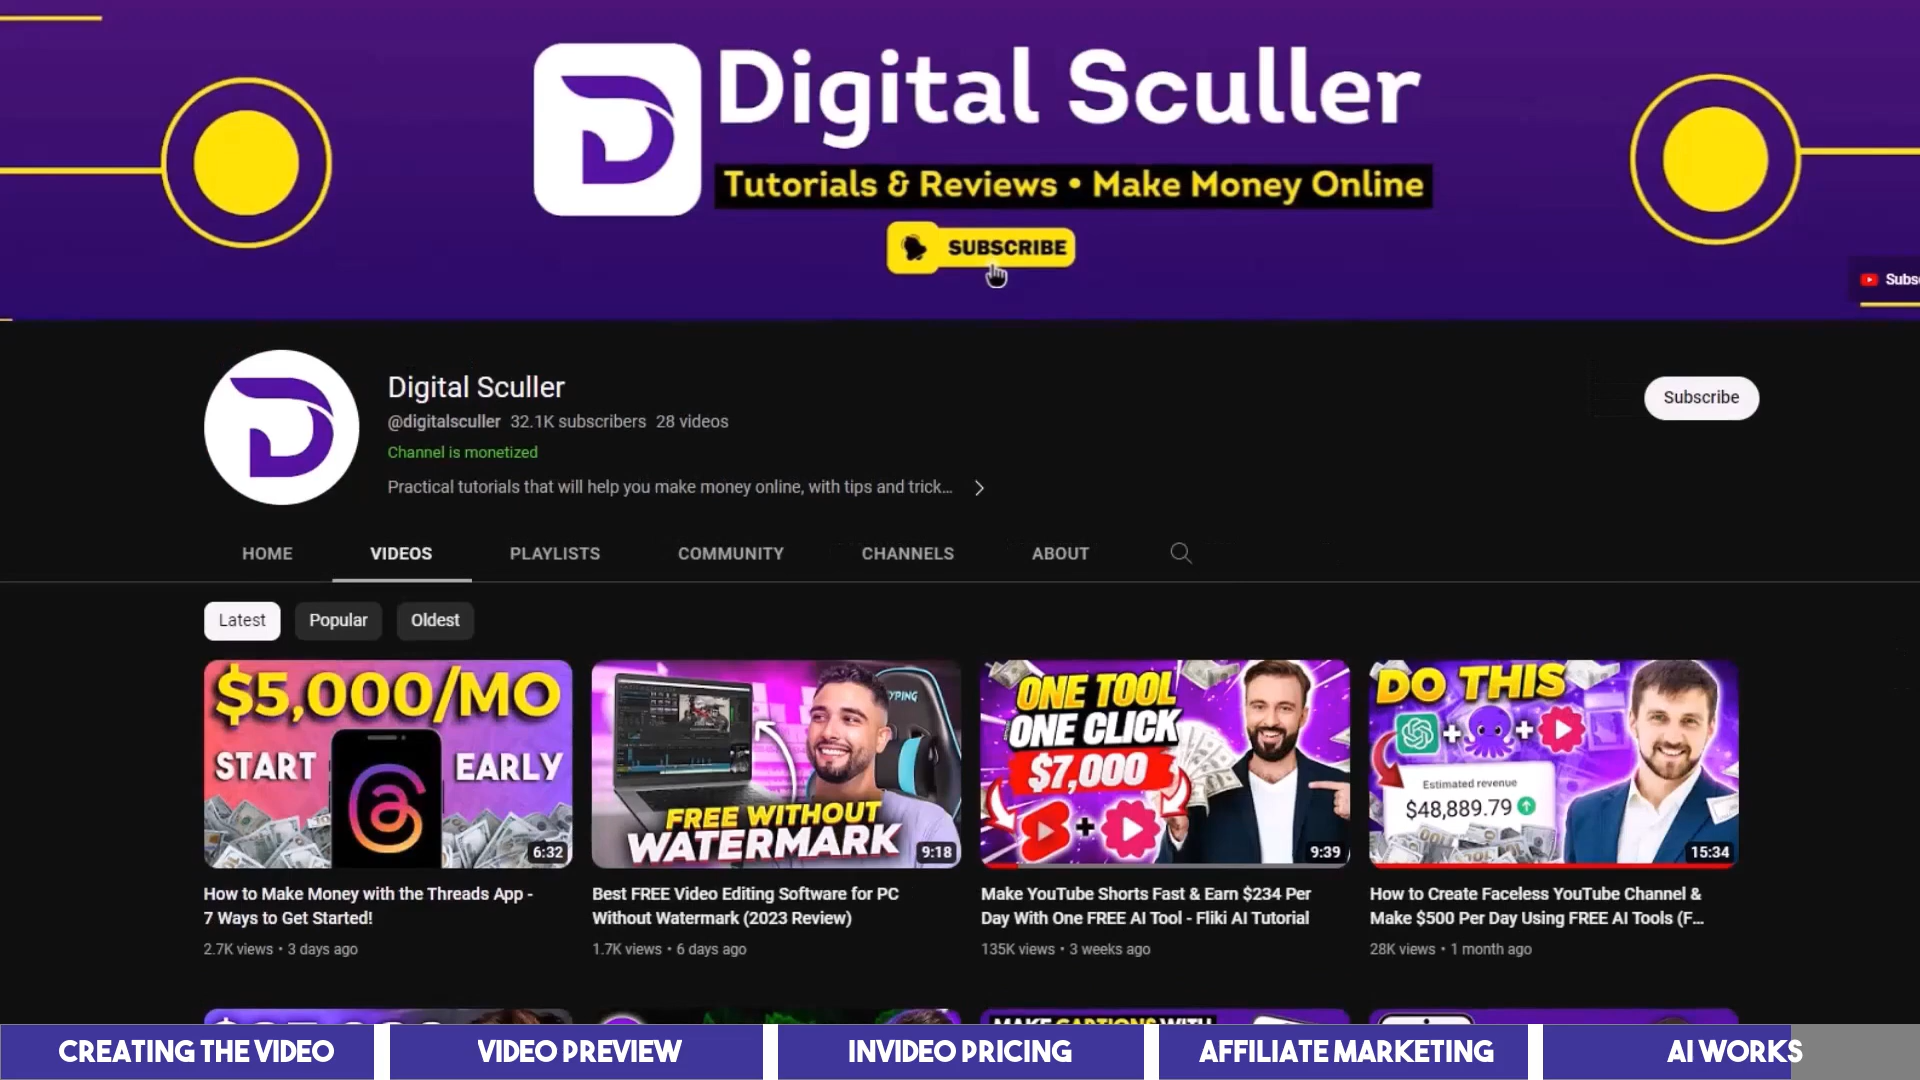 Digital Sculler
Tutorials & Reviews • Make Money Online
SUBSCRIBE
Digital Sculler
@digitalsculler 32.1K subscribers 28 videos
Channel is monetized
Practical tutorials that will help you make money online, with tips and trick...
Subscribe
HOME VIDEOS PLAYLISTS COMMUNITY CHANNELS ABOUT
Latest Popular Oldest
$5,000/MO
START EARLY
6:32
FREE WITHOUT
WATERMARK
9:18
ONE TOOL
ONE CLICK
$7,000
9:39
DO THIS
Estimated revenue
$48,889.79
15:34
How to Make Money with the Threads App -
7 Ways to Get Started!
2.7K views • 3 days ago
Best FREE Video Editing Software for PC
Without Watermark (2023 Review)
1.7K views • 6 days ago
Make YouTube Shorts Fast & Earn $234 Per
Day With One FREE AI Tool - Fliki AI Tutorial
135K views • 3 weeks ago
How to Create Faceless YouTube Channel &
Make $500 Per Day Using FREE AI Tools (F...
28K views • 1 month ago
CREATING THE VIDEO
VIDEO PREVIEW
INVIDEO PRICING
AFFILIATE MARKETING
AI WORKS